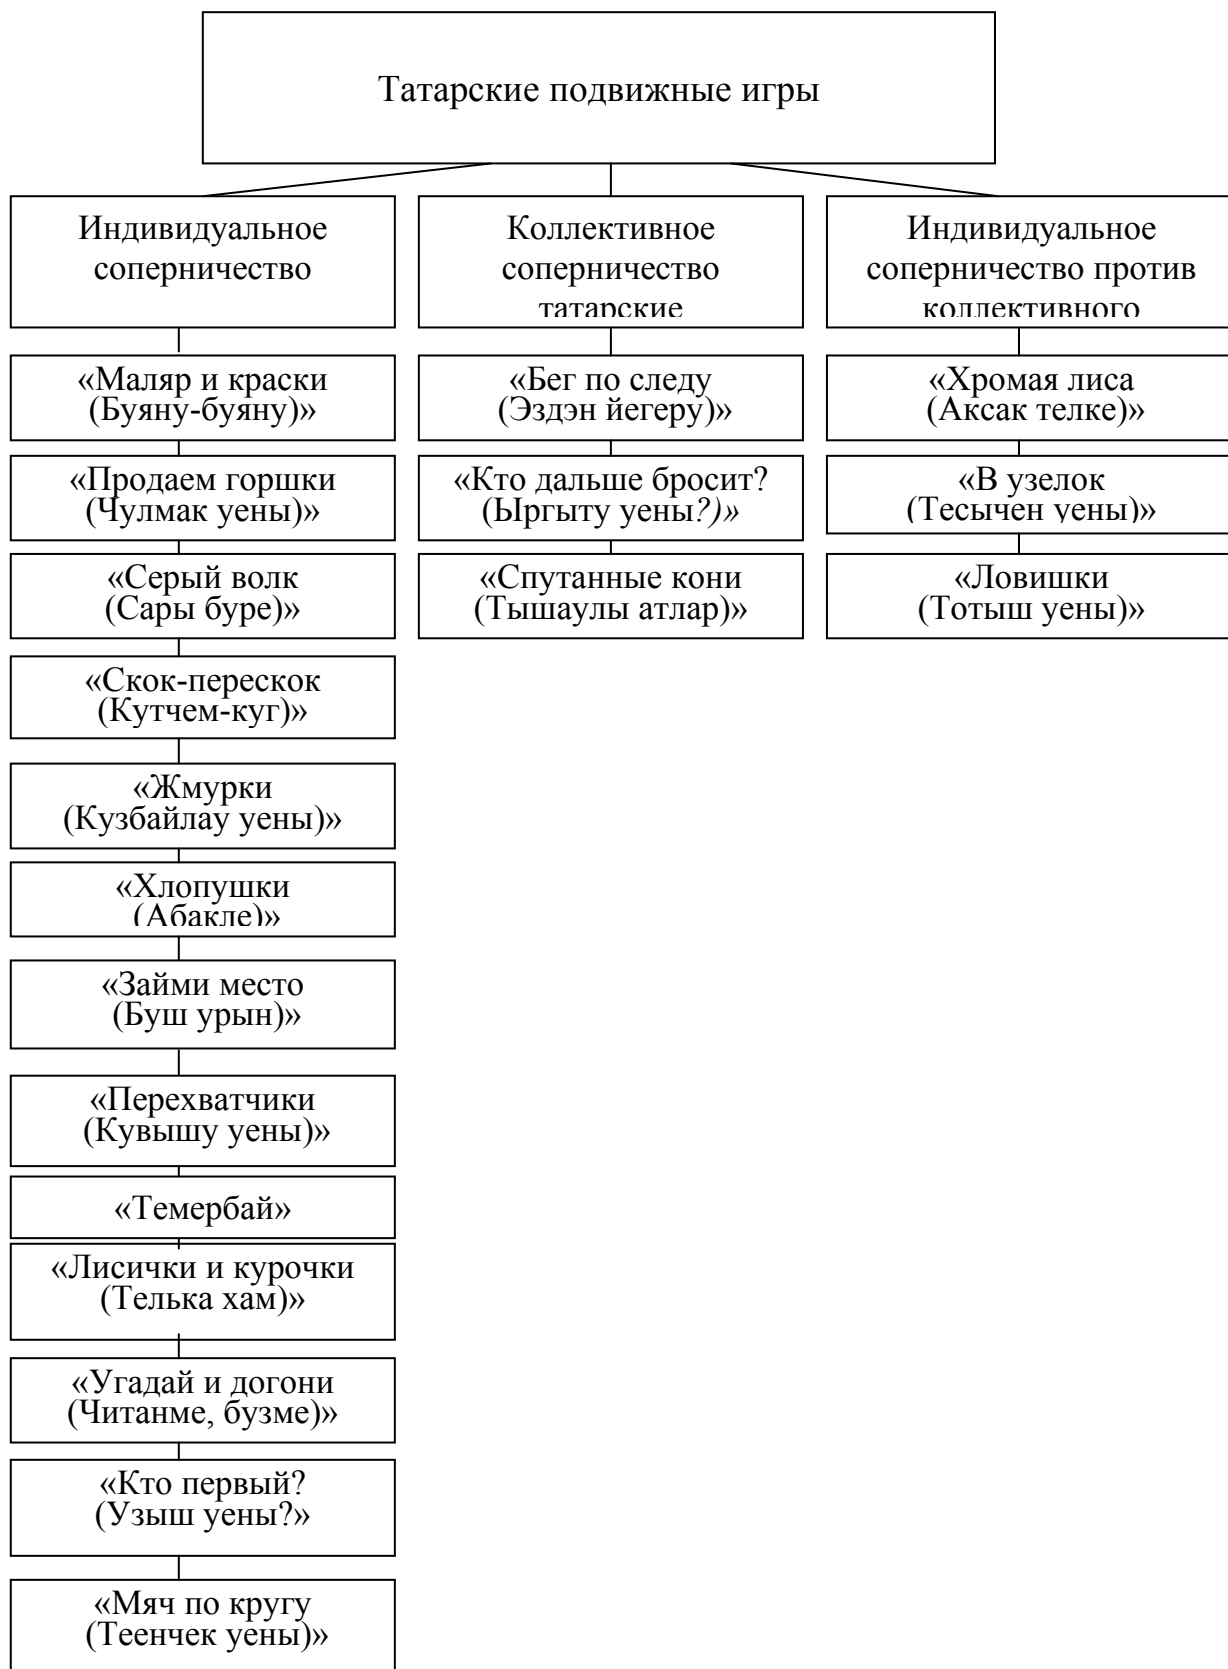 Татарские подвижные игры
Индивидуальное
соперничество
Коллективное
соперничество
татарские
Индивидуальное
соперничество против
коллективного
«Маляр и краски
(Буяну-буяну)»
«Продаем горшки
(Чулмак уены)»
«Серый волк
(Сары буре)»
«Скок-перескок
(Кутчем-куг)»
«Жмурки
(Кузбайлау уены)»
«Хлопушки
(Абакле)»
«Займи место
(Буш урын)»
«Перехватчики
(Кувышу уены)»
«Темербай»
«Лисички и курочки
(Телька хам)»
«Угадай и догони
(Читанме, бузме)»
«Кто первый?
(Узыш уены?»
«Мяч по кругу
(Теенчек уены)»
«Бег по следу
(Эздэн йегеру)»
«Кто дальше бросит?
(Ыргыту уены?)»
«Спутанные кони
(Тышаулы атлар)»
«Хромая лиса
(Аксак телке)»
«В узелок
(Тесычен уены)»
«Ловишки
(Тотыш уены)»